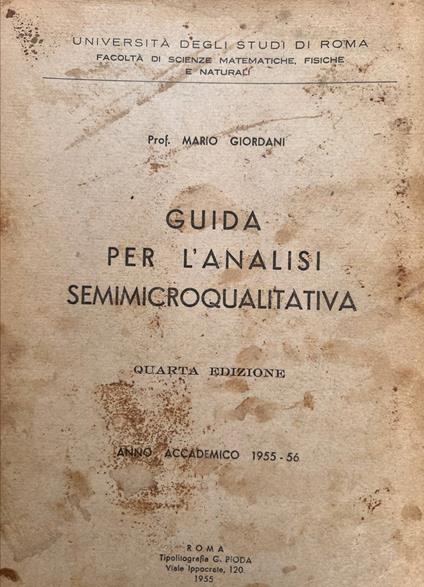 UNIVERSITÀ DEGLI STUDI DI ROMA
FACOLTÀ DI SCIENZE MATEMATICHE, FISICHE
E NATURALI
Prof. MARIO GIORDANI
GUIDA
PER L'ANALISI
SEMIMICROQUALITATIVA
QUARTA EDIZIONE
ANNO ACCADEMICO 1955-56
ROMA
Tipolitografia G. PIODA
Viale Ippocrate, 120
1955